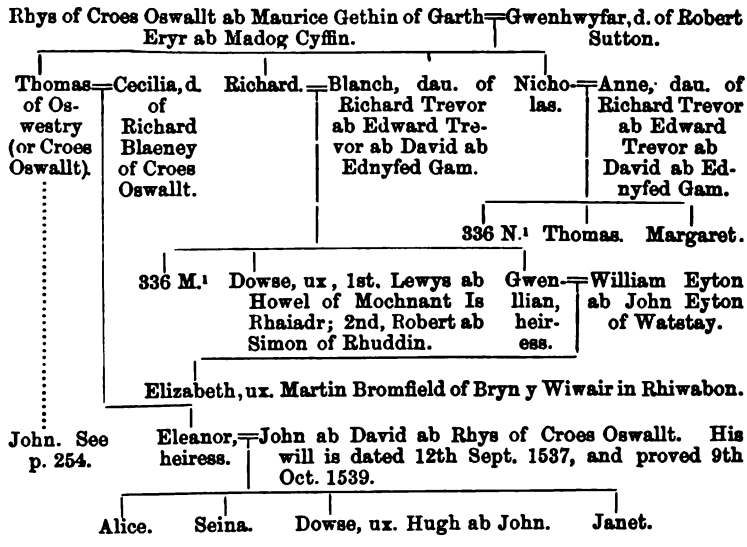 Rhys of Croes Oswallt ab Maurice Gethin of Garth=Gwenhwyfar, d. of Robert
Eryr ab Madog Cyffin. Sutton.
Thomas=Cecilia, d.
of Os- of
westry Richard
(or Croes Blaeney
Oswallt). of Croes
Oswallt.
Richard.=Blanch, dau. of
Richard Trevor
ab Edward Tre-
vor ab David ab
Ednyfed Gam.
Nicho-=Anne, dau. of
las. Richard Trevor
ab Edward
Trevor ab
David ab Ed-
nyfed Gam.
336 N.¹ Thomas. Margaret.
336 M.¹
Dowse, ux, 1st. Lewys ab
Howel of Mochnant Is
Rhaiadr; 2nd, Robert ab
Simon of Rhuddin.
Gwen-=William Eyton
llian, ab John Eyton
heir- of Watstay.
ess.
Elizabeth, ux. Martin Bromfield of Bryn y Wiwair in Rhiwabon.
John. See
p. 254.
Eleanor,=John ab David ab Rhys of Croes Oswallt. His
heiress. will is dated 12th Sept. 1537, and proved 9th
Oct. 1539.
Alice. Seina. Dowse, ux. Hugh ab John. Janet.